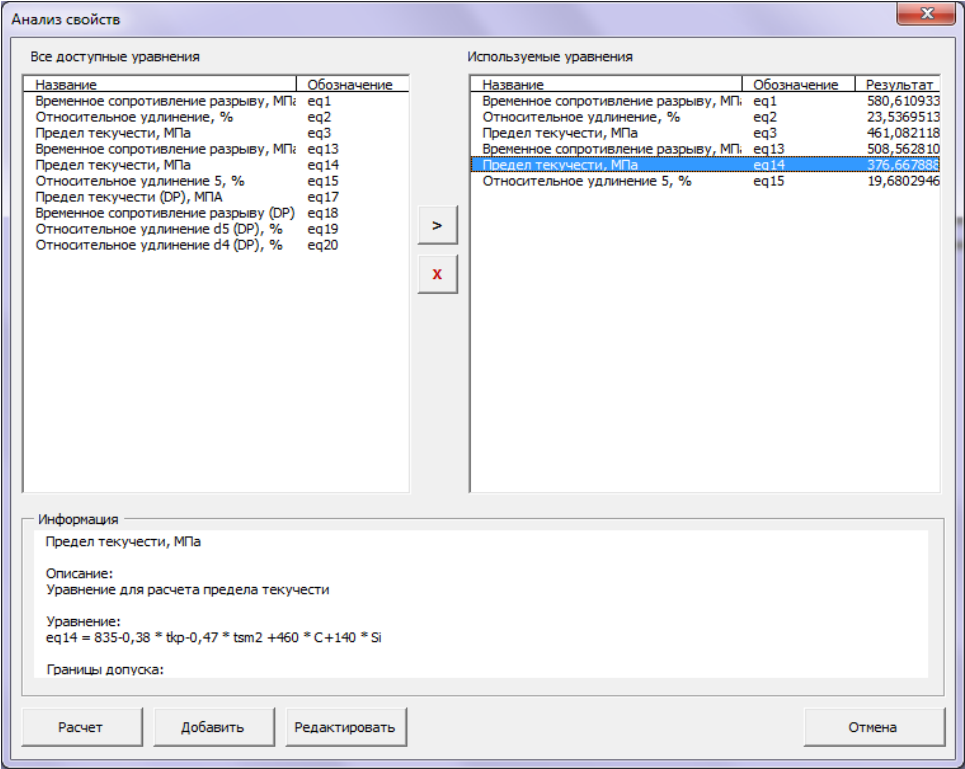 Анализ свойств
x
Все доступные уравнения
Название Обозначение
Временное сопротивление разрыву, МПа eq1
Относительное удлинение, % eq2
Предел текучести, МПа eq3
Временное сопротивление разрыву, МПа eq13
Предел текучести, МПа eq14
Относительное удлинение 5, % eq15
Предел текучести (DP), МПА eq17
Временное сопротивление разрыву (DP) eq18
Относительное удлинение d5 (DP), % eq19
Относительное удлинение d4 (DP), % eq20
>
X
Используемые уравнения
Название Обозначение Результат
Временное сопротивление разрыву, МП eq1 580,610933
Относительное удлинение, % eq2 23,5369513
Предел текучести, МПа eq3 461,082118
Временное сопротивление разрыву, МП eq13 508,562810
Предел текучести, МПа eq14 376,667888
Относительное удлинение 5, % eq15 19,6802946
Информация
Предел текучести, МПа
Описание:
Уравнение для расчета предела текучести
Уравнение:
eq14 = 835-0,38 * tkp-0,47 * tsm2 +460 * C+140 * Si
Границы допуска:
Расчет Добавить Редактировать Отмена